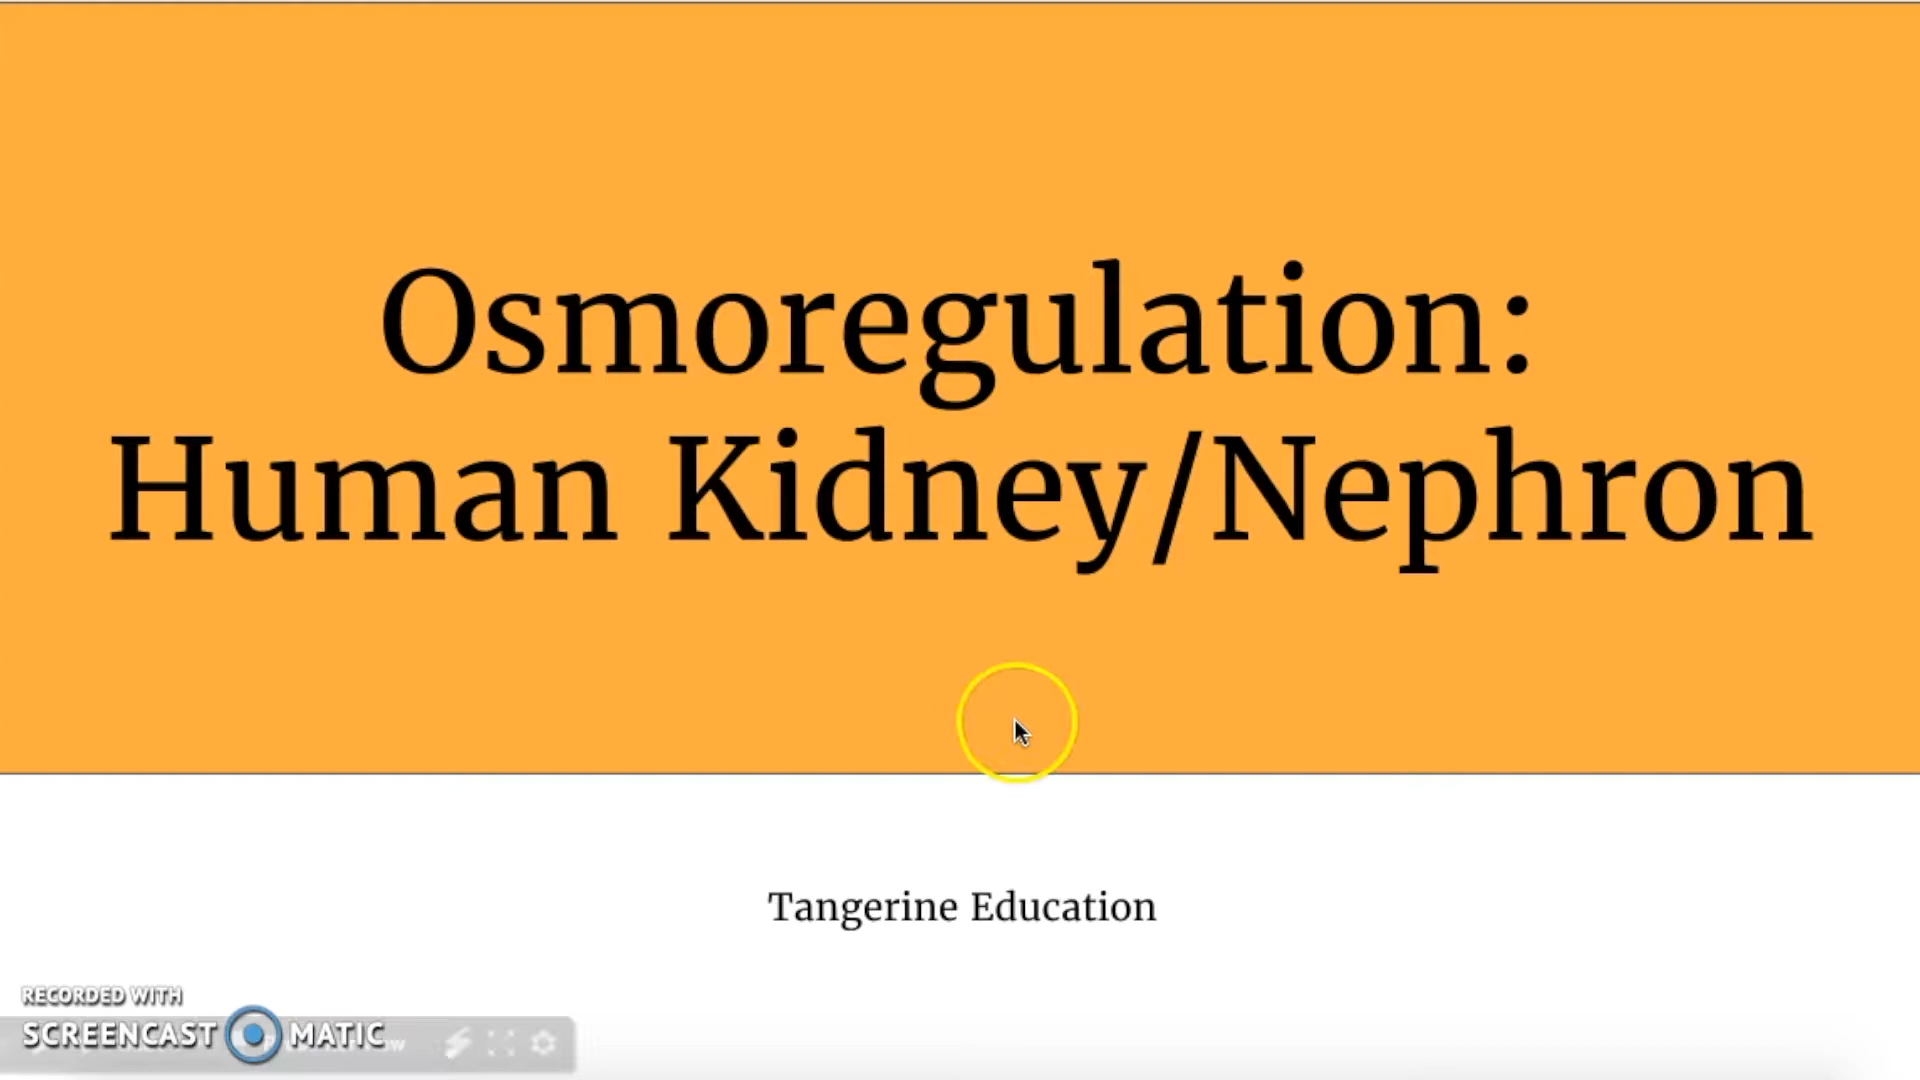 Osmoregulation:
Human Kidney/Nephron
Tangerine Education
RECORDED WITH
SCREENCAST MATIC